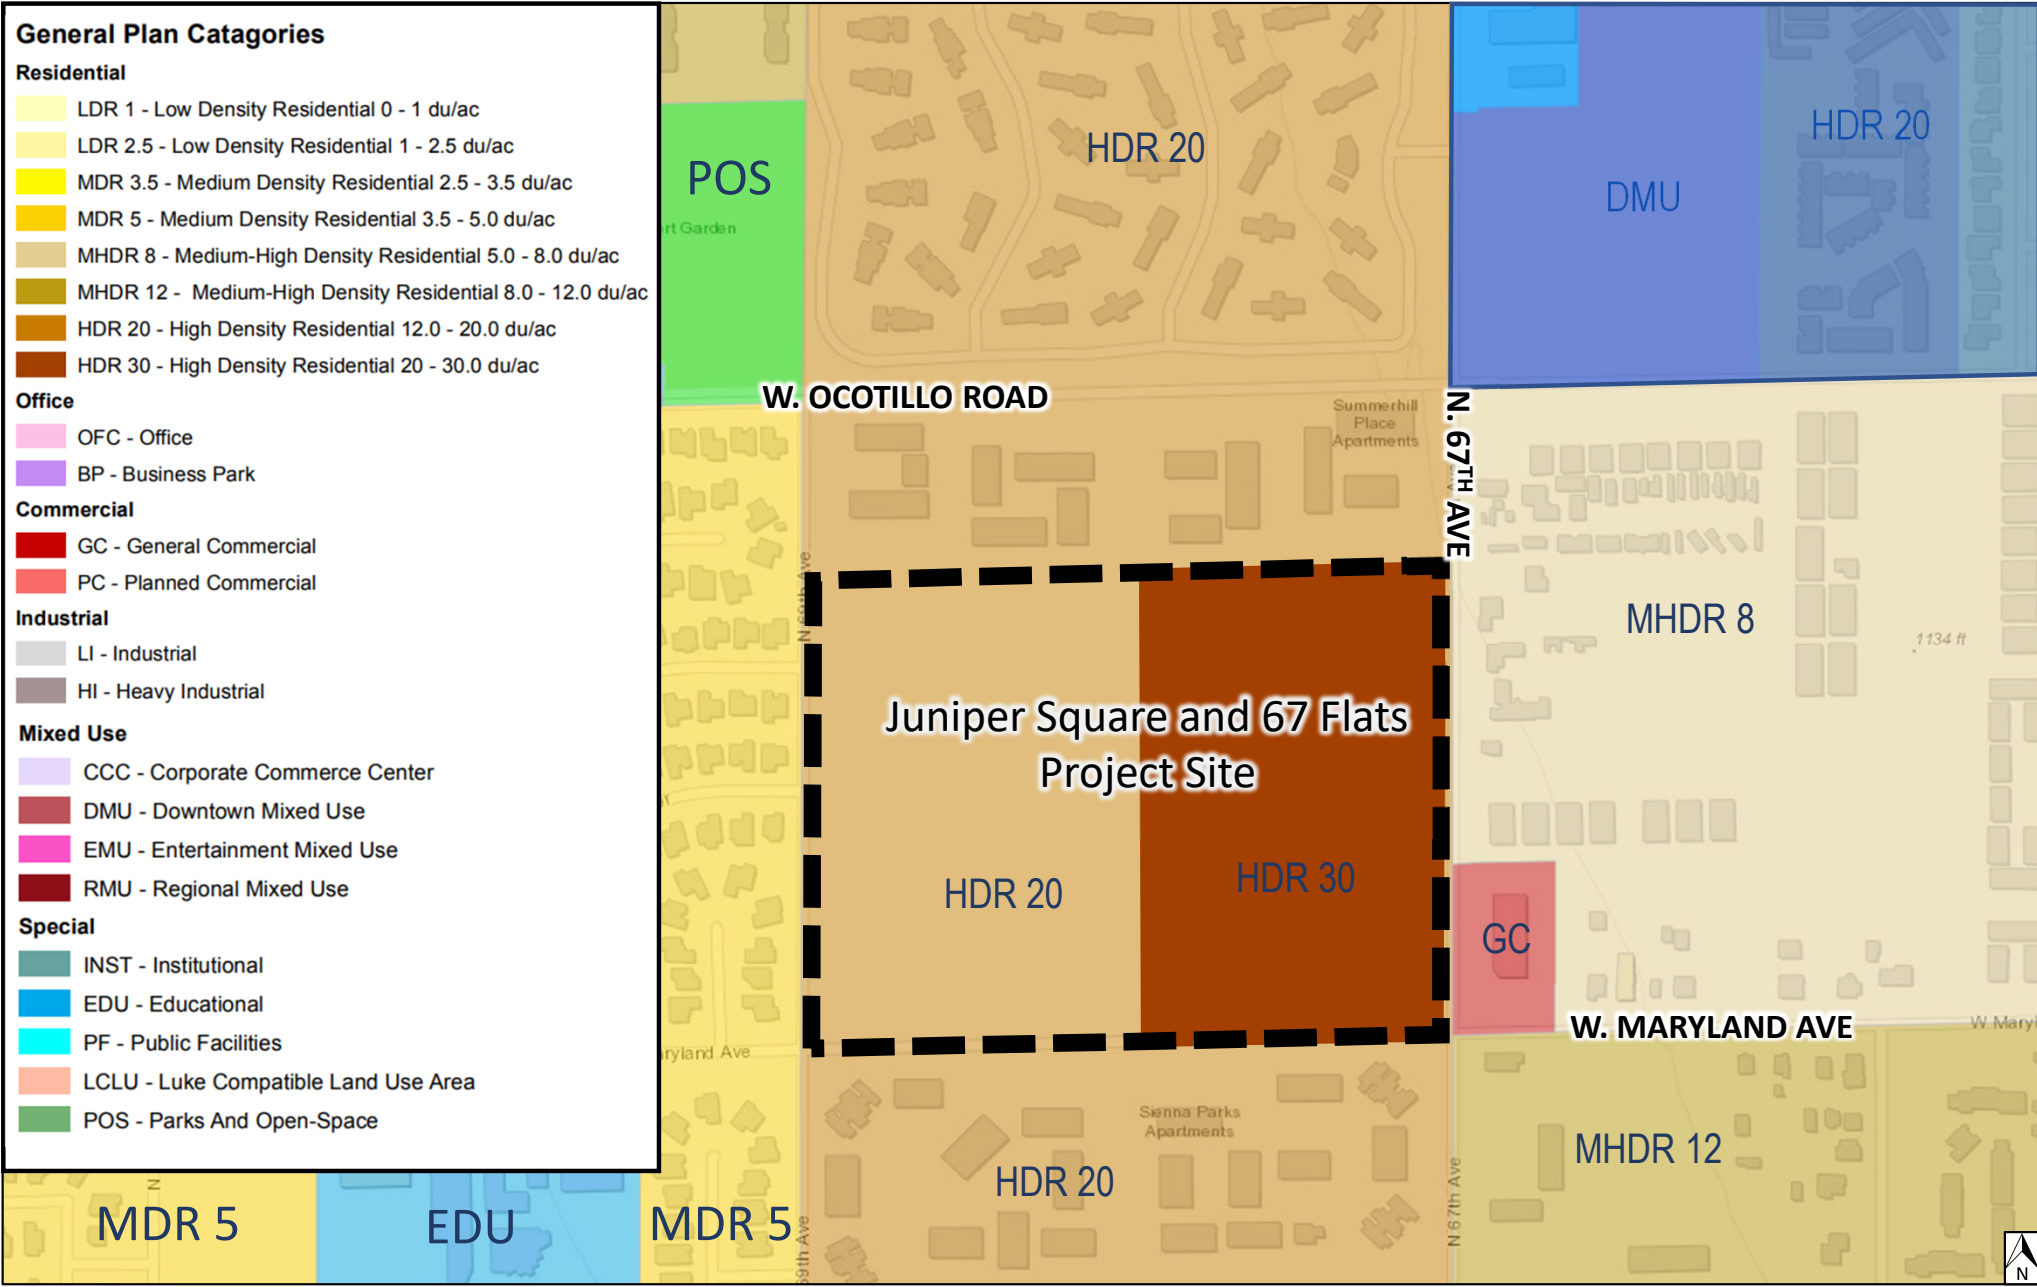 General Plan Catagories
Residential
LDR 1 - Low Density Residential 0 - 1 du/ac
LDR 2.5 - Low Density Residential 1 - 2.5 du/ac
MDR 3.5 - Medium Density Residential 2.5 - 3.5 du/ac
MDR 5 - Medium Density Residential 3.5 - 5.0 du/ac
MHDR 8 - Medium-High Density Residential 5.0 - 8.0 du/ac
MHDR 12 - Medium-High Density Residential 8.0 - 12.0 du/ac
HDR 20 - High Density Residential 12.0 - 20.0 du/ac
HDR 30 - High Density Residential 20 - 30.0 du/ac
Office
OFC - Office
BP - Business Park
Commercial
GC - General Commercial
PC - Planned Commercial
Industrial
LI - Industrial
HI - Heavy Industrial
Mixed Use
CCC - Corporate Commerce Center
DMU - Downtown Mixed Use
EMU - Entertainment Mixed Use
RMU - Regional Mixed Use
Special
INST - Institutional
EDU - Educational
PF - Public Facilities
LCLU - Luke Compatible Land Use Area
POS - Parks And Open-Space
POS
ert Garden
HDR 20
DMU
HDR 20
W. OCOTILLO ROAD
Summerhill
Place
Apartments
N. 67TH AVE
N 69th Ave
MHDR 8
1134 ft
Juniper Square and 67 Flats
Project Site
HDR 20
HDR 30
GC
W. MARYLAND AVE
W Maryl
aryland Ave
Sienna Parks
Apartments
HDR 20
MHDR 12
N 67th Ave
69th Ave
N
MDR 5
EDU
MDR 5
N